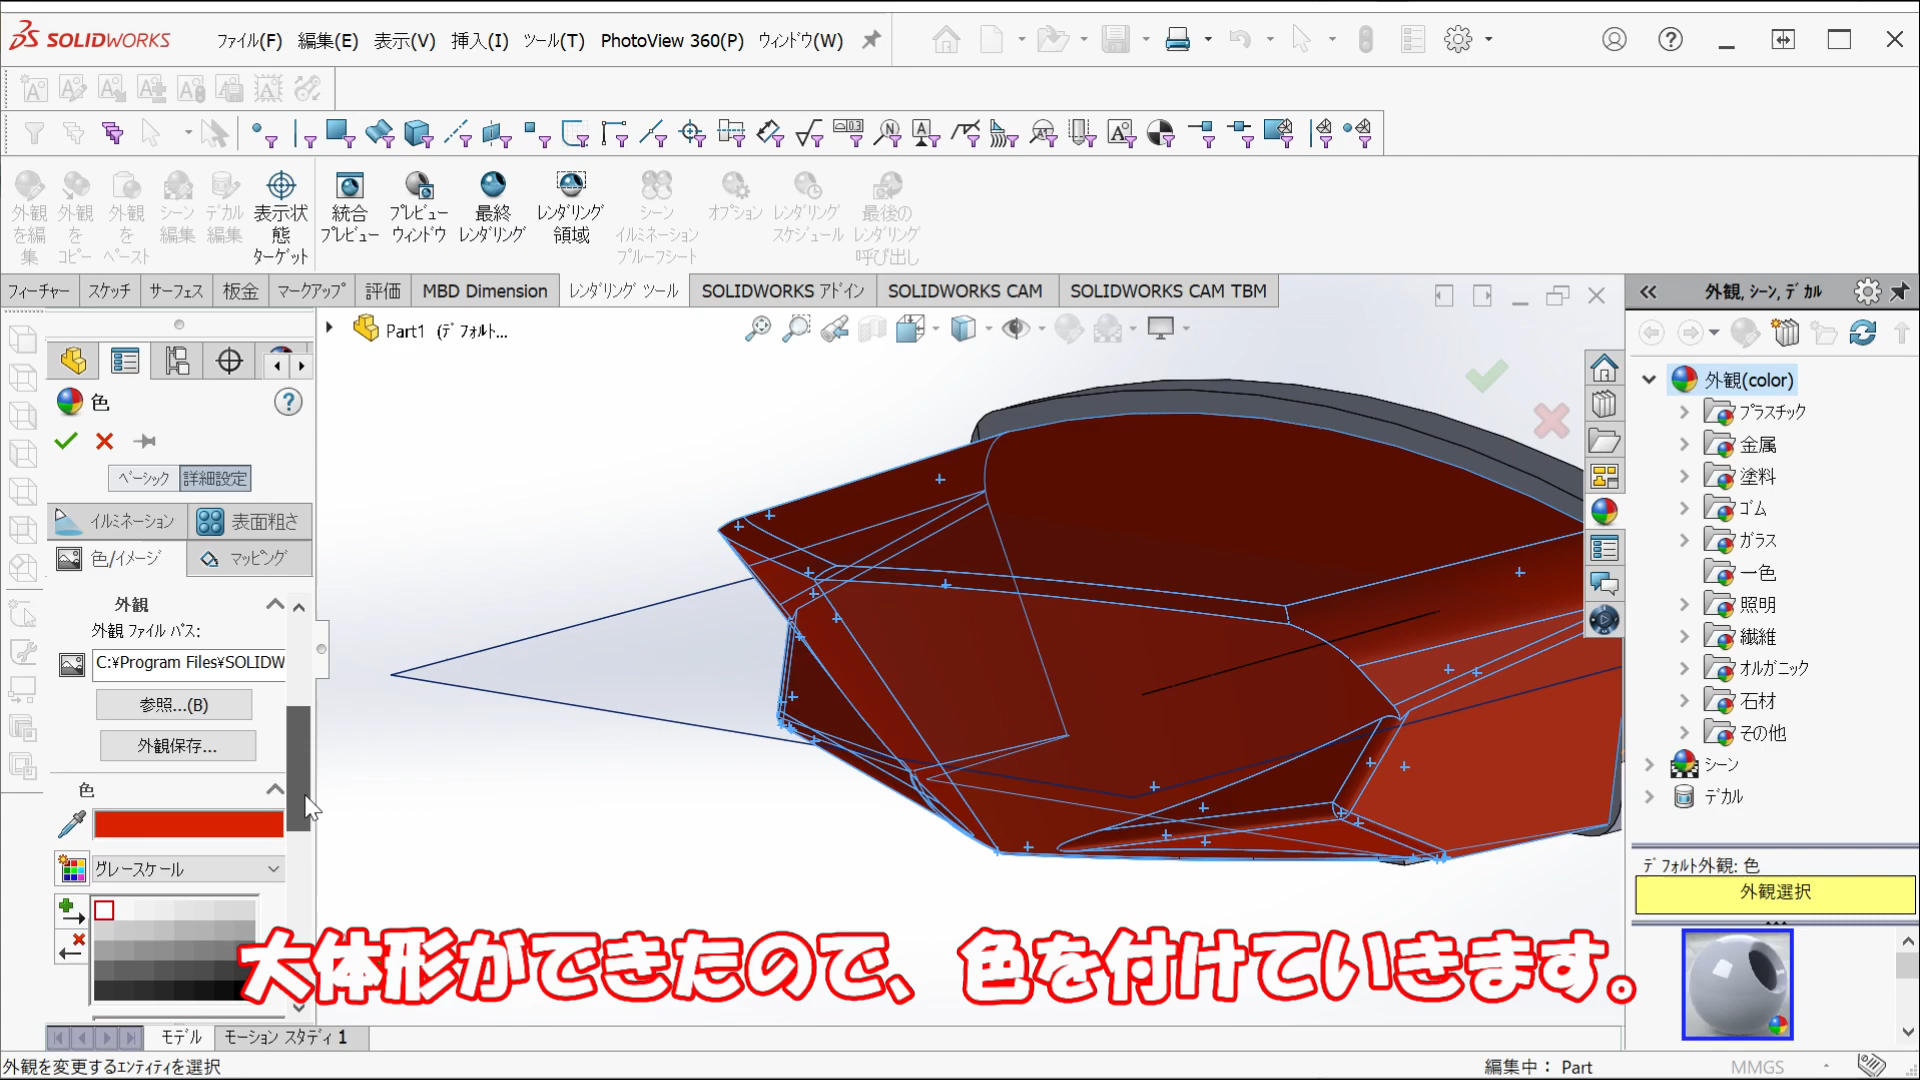 SOLIDWORKS ファイル(F) 編集(E) 表示(V) 挿入(I) ツール(T) PhotoView 360(P) ウィンドウ(W)
外観を編集 外観をコピー 外観をペースト シーン編集 デカル編集 表示状態ターゲット 統合プレビュー プレビューウィンドウ 最終レンダリング レンダリング領域 シーンイルミネーションプルーフシート オプション レンダリングスケジュール 最後のレンダリング呼び出し
フィーチャー スケッチ サーフェス 板金 マークアップ 評価 MBD Dimension レンダリング ツール SOLIDWORKS アドイン SOLIDWORKS CAM SOLIDWORKS CAM TBM
外観, シーン, デカル
Part1 (デフォルト...
色
ベーシック 詳細設定
イルミネーション 表面粗さ
色/イメージ マッピング
外観
外観 ファイル パス:
C:¥Program Files¥SOLIDW
参照...(B)
外観保存...
色
グレースケール
外観(color)
プラスチック
金属
塗料
ゴム
ガラス
一色
照明
繊維
オルガニック
石材
その他
シーン
デカル
デフォルト外観: 色
外観選択
大体形ができたので、色を付けていきます。
モデル モーション スタディ 1
外観を変更するエンティティを選択
編集中： Part
MMGS